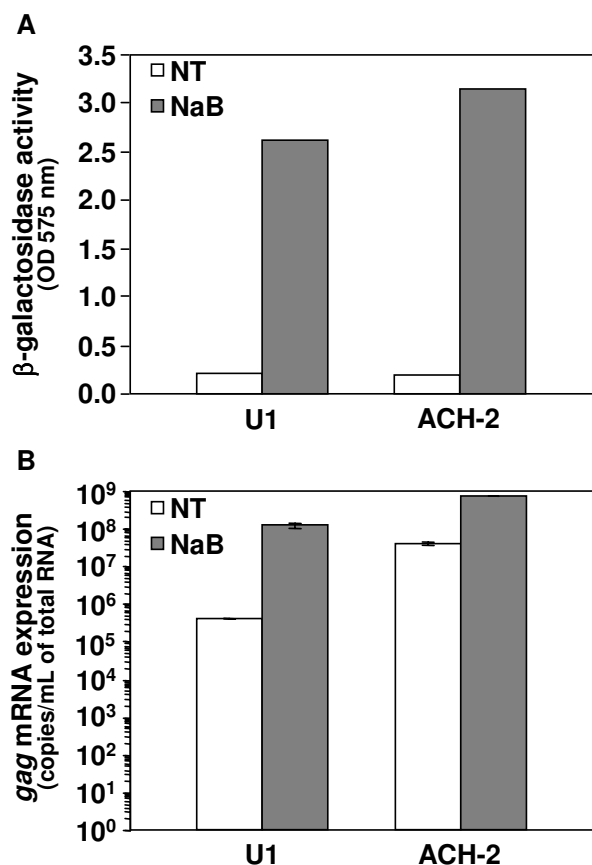 A
β-galactosidase activity
(OD 575 nm)
3.5
3.0
2.5
2.0
1.5
1.0
0.5
0.0
NT
NaB
U1
ACH-2
B
gag mRNA expression
(copies/mL of total RNA)
10⁹
10⁸
10⁷
10⁶
10⁵
10⁴
10³
10²
10¹
10⁰
NT
NaB
U1
ACH-2